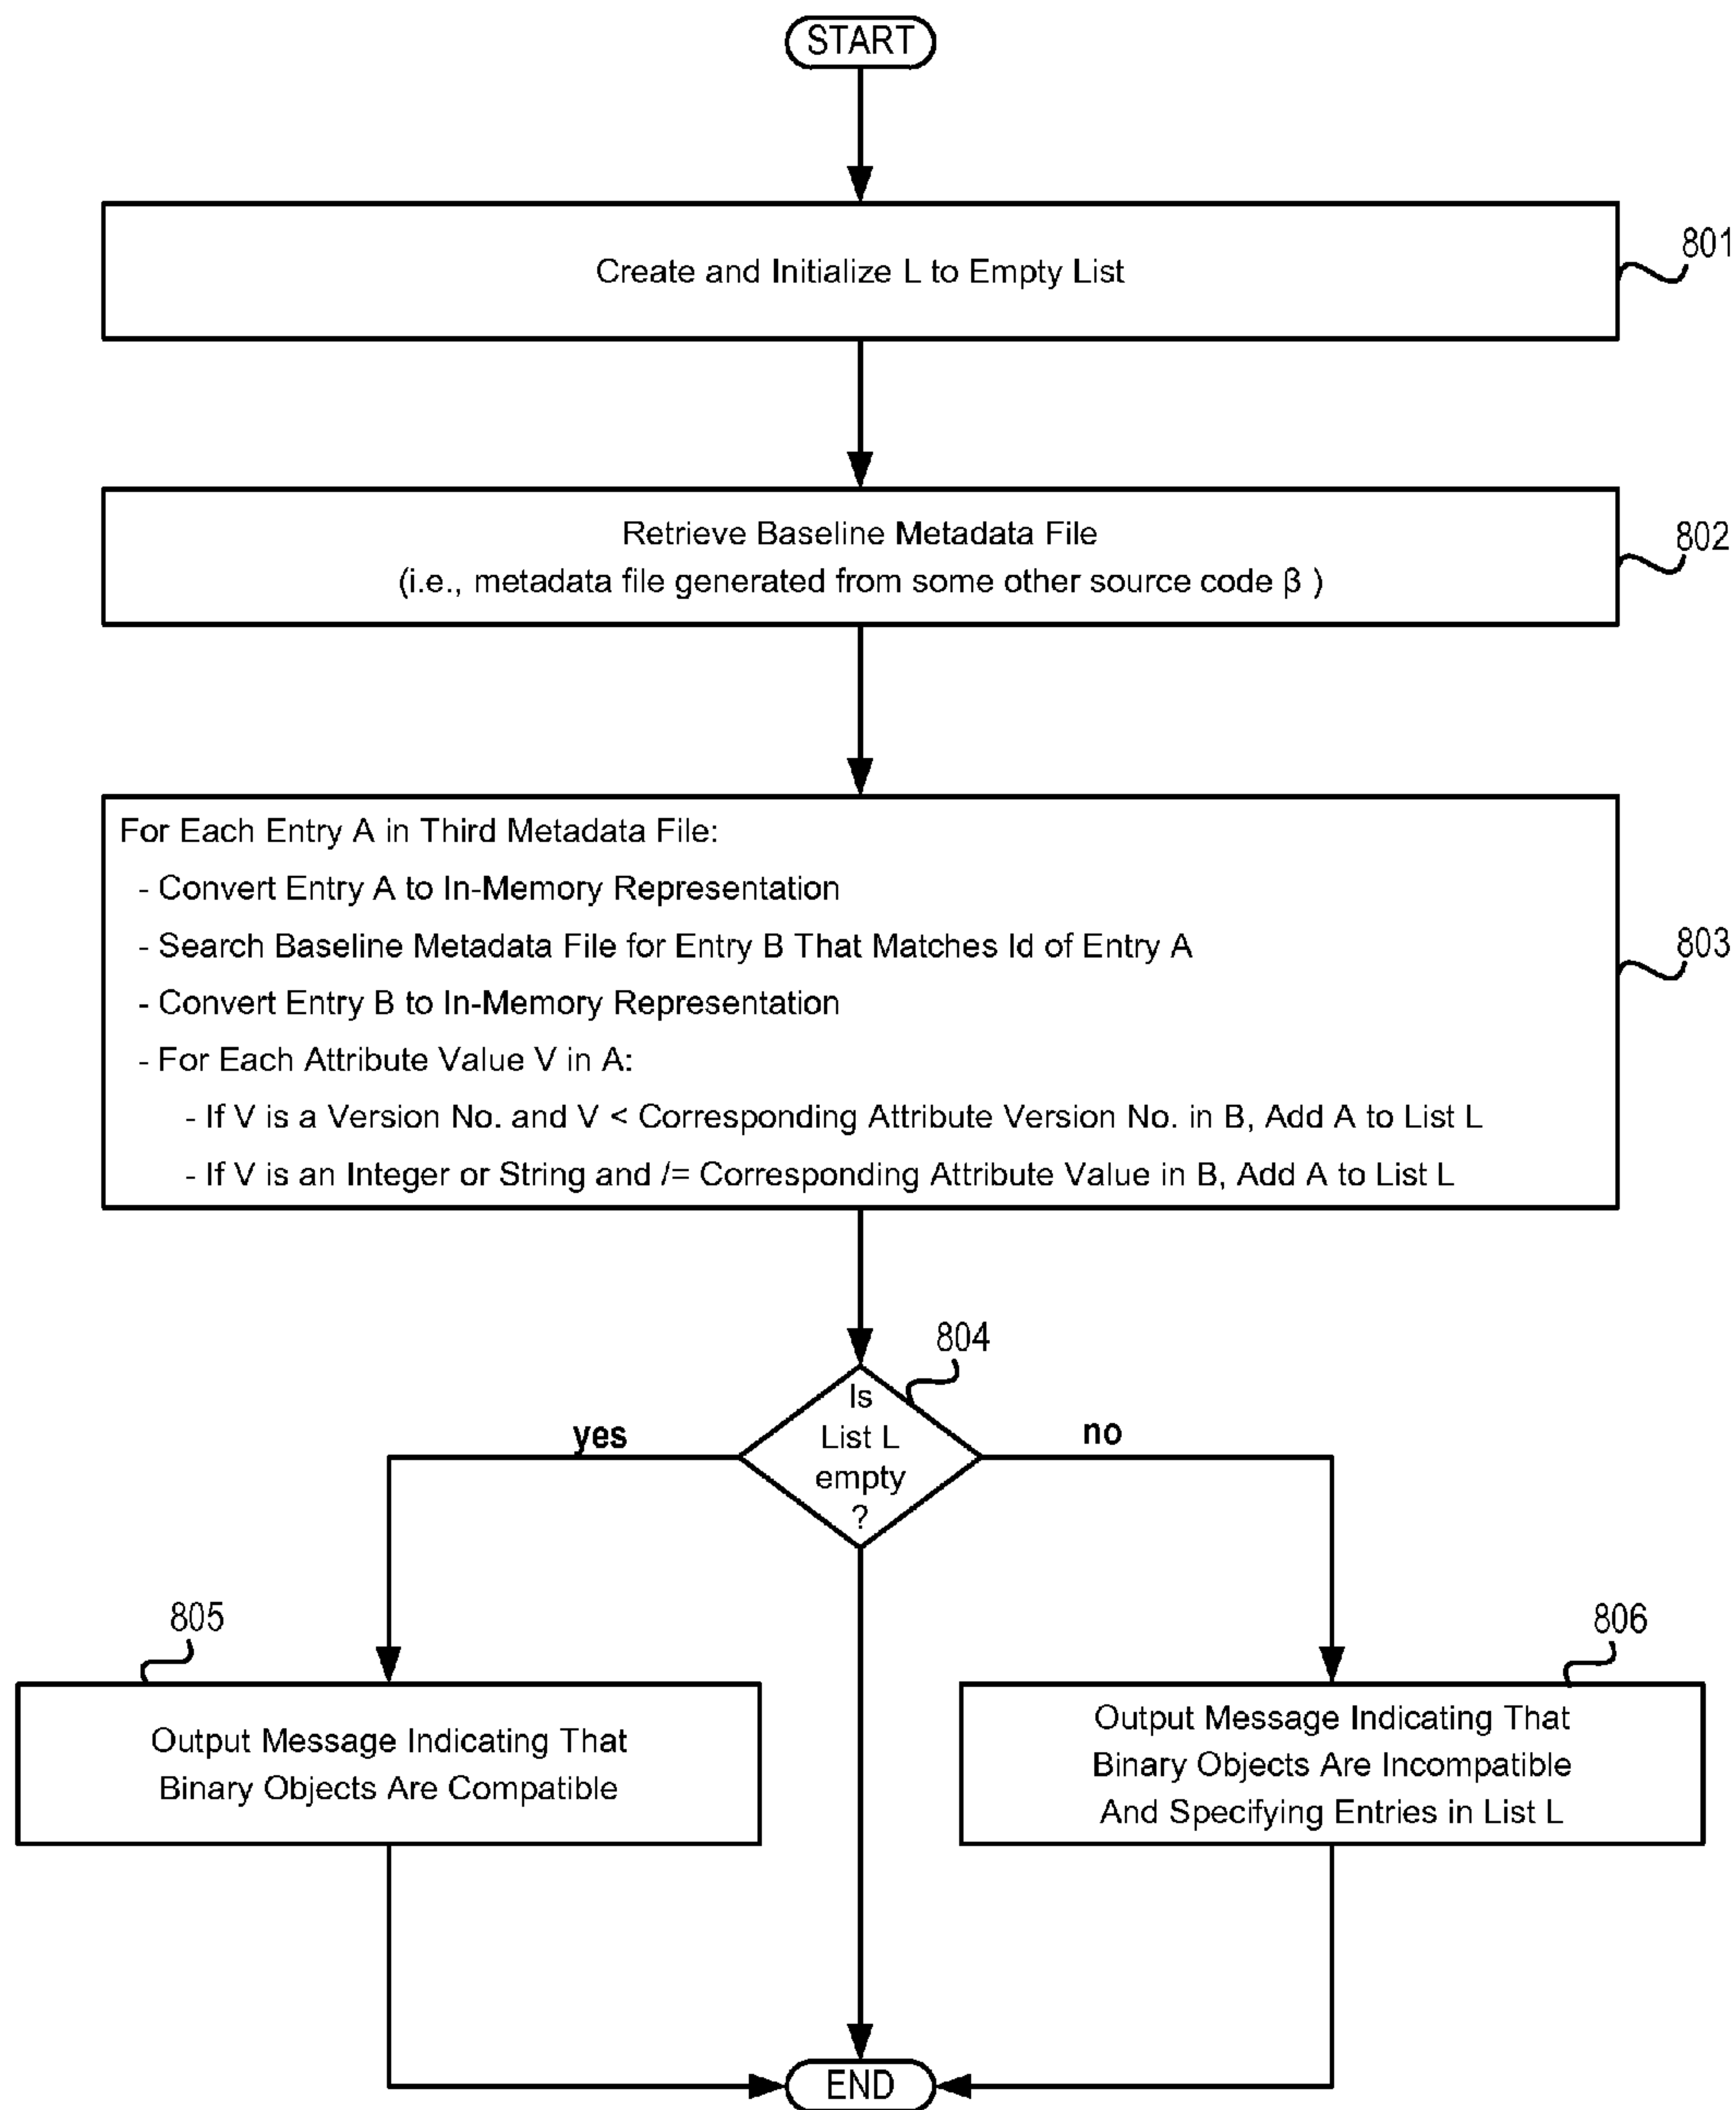 START
Create and Initialize L to Empty List
801
Retrieve Baseline Metadata File
(i.e., metadata file generated from some other source code β )
802
For Each Entry A in Third Metadata File:
- Convert Entry A to In-Memory Representation
- Search Baseline Metadata File for Entry B That Matches Id of Entry A
- Convert Entry B to In-Memory Representation
- For Each Attribute Value V in A:
- If V is a Version No. and V < Corresponding Attribute Version No. in B, Add A to List L
- If V is an Integer or String and /= Corresponding Attribute Value in B, Add A to List L
803
804
Is
List L
empty
?
yes
no
805
Output Message Indicating That
Binary Objects Are Compatible
806
Output Message Indicating That
Binary Objects Are Incompatible
And Specifying Entries in List L
END